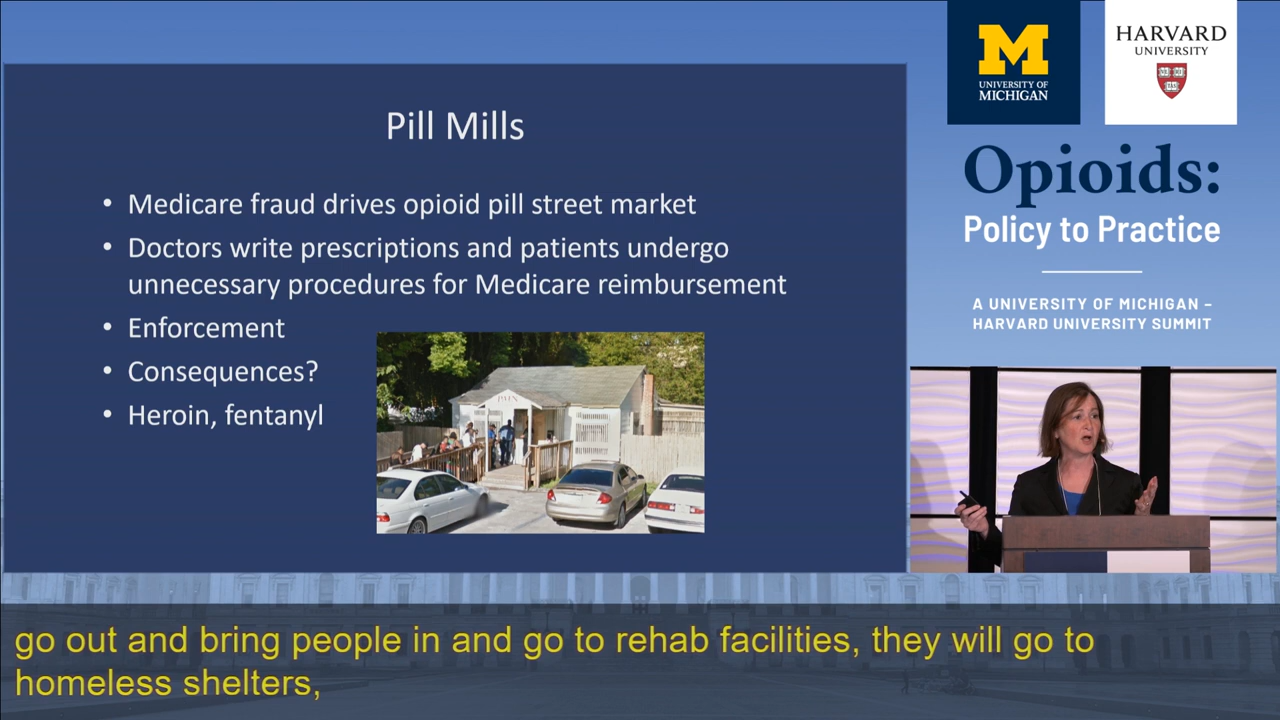 Pill Mills
• Medicare fraud drives opioid pill street market
• Doctors write prescriptions and patients undergo
unnecessary procedures for Medicare reimbursement
• Enforcement
• Consequences?
• Heroin, fentanyl
PAIN
M
UNIVERSITY OF
MICHIGAN
HARVARD
UNIVERSITY
Opioids:
Policy to Practice
A UNIVERSITY OF MICHIGAN –
HARVARD UNIVERSITY SUMMIT
go out and bring people in and go to rehab facilities, they will go to
homeless shelters,